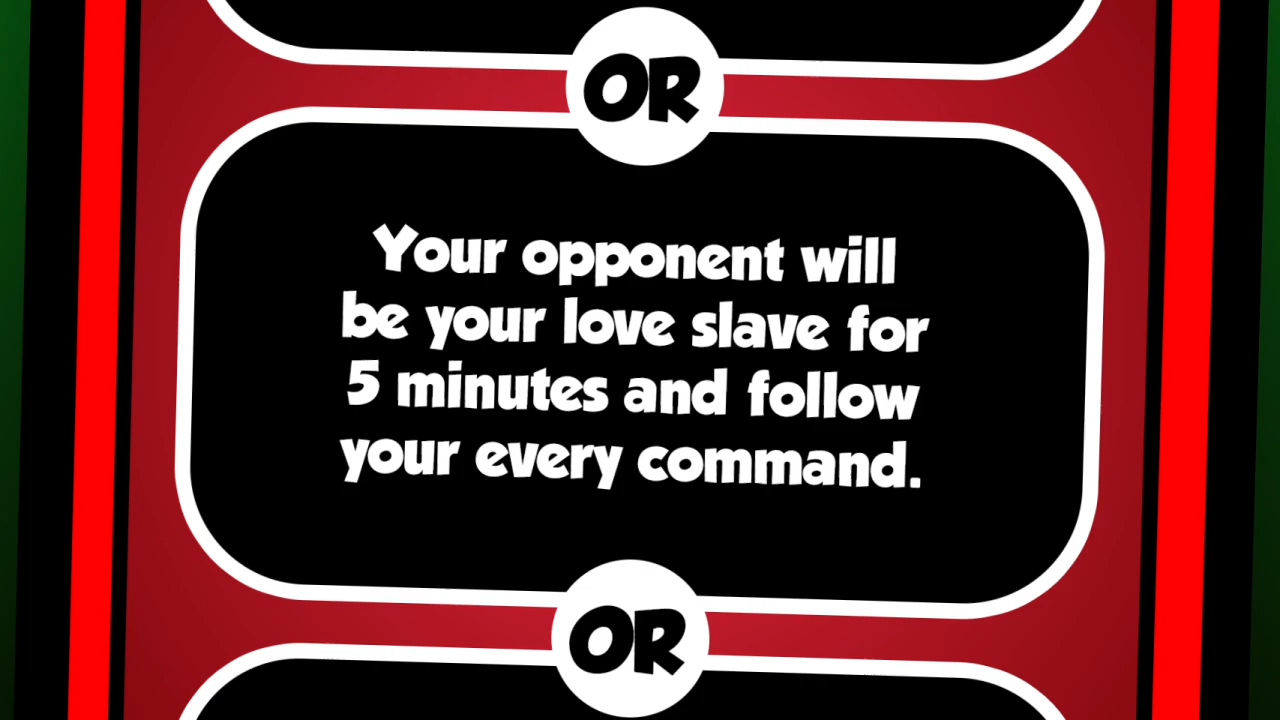 OR
Your opponent will
be your love slave for
5 minutes and follow
your every command.
OR